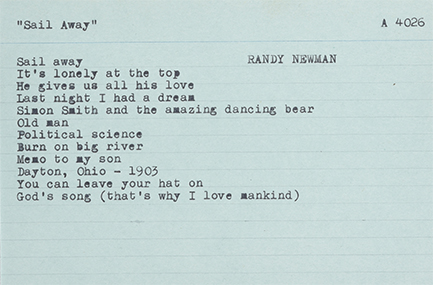 "Sail Away" A 4026
Sail away RANDY NEWMAN
It's lonely at the top
He gives us all his love
Last night I had a dream
Simon Smith and the amazing dancing bear
Old man
Political science
Burn on big river
Memo to my son
Dayton, Ohio - 1903
You can leave your hat on
God's song (that's why I love mankind)